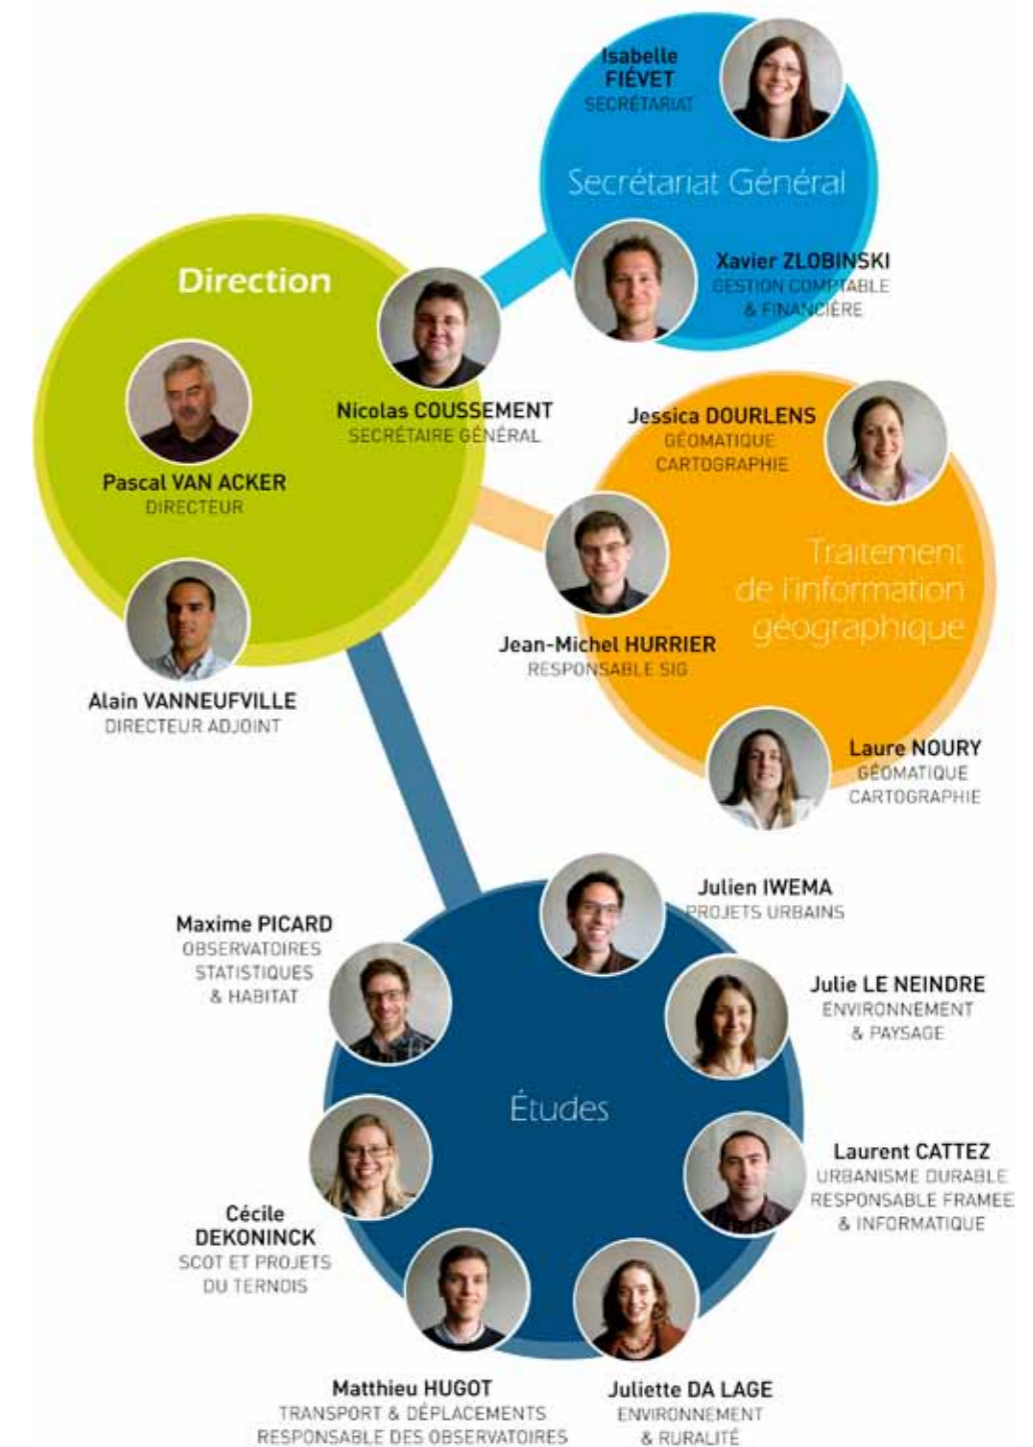 Isabelle
FIÉVET
SECRÉTARIAT
Secrétariat Général
Xavier ZLOBINSKI
GESTION COMPTABLE
& FINANCIÈRE
Direction
Nicolas COUSSEMENT
SECRÉTAIRE GÉNÉRAL
Pascal VAN ACKER
DIRECTEUR
Alain VANNEUFVILLE
DIRECTEUR ADJOINT
Jessica DOURLENS
GÉOMATIQUE
CARTOGRAPHIE
Traitement
de l'information
géographique
Jean-Michel HURRIER
RESPONSABLE SIG
Laure NOURY
GÉOMATIQUE
CARTOGRAPHIE
Julien IWEMA
PROJETS URBAINS
Maxime PICARD
OBSERVATOIRES
STATISTIQUES
& HABITAT
Julie LE NEINDRE
ENVIRONNEMENT
& PAYSAGE
Études
Laurent CATTEZ
URBANISME DURABLE
RESPONSABLE FRAMEE
& INFORMATIQUE
Cécile
DEKONINCK
SCOT ET PROJETS
DU TERNOIS
Matthieu HUGOT
TRANSPORT & DÉPLACEMENTS
RESPONSABLE DES OBSERVATOIRES
Juliette DA LAGE
ENVIRONNEMENT
& RURALITÉ